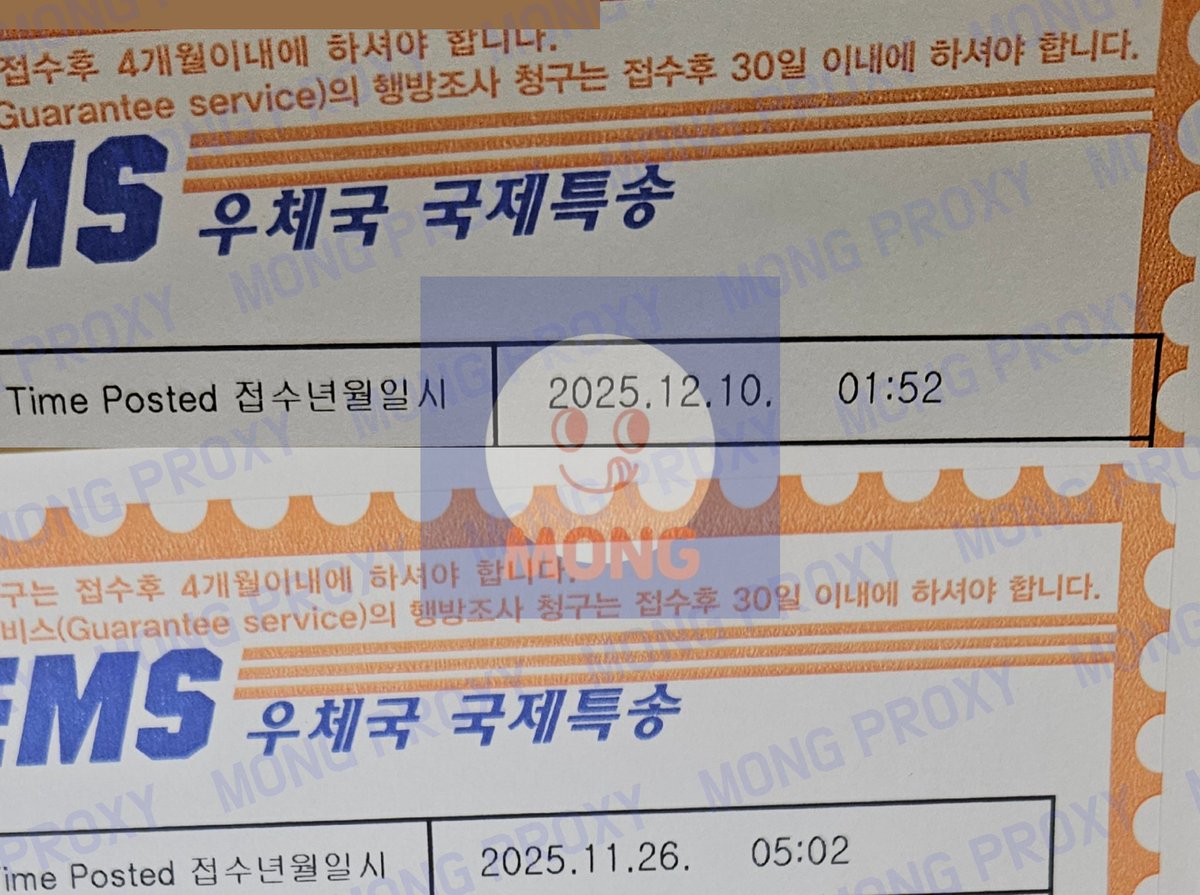 접수후 4개월이내에 하셔야 합니다.
Guarantee service)의 행방조사 청구는 접수후 30일 이내에 하셔야 합니다.
MS 우체국 국제특송
Time Posted 접수년월일시 2025.12.10. 01:52
MONG
구는 접수후 4개월이내에 하셔야 합니다.
비스(Guarantee service)의 행방조사 청구는 접수후 30일 이내에 하셔야 합니다.
EMS 우체국 국제특송
Time Posted 접수년월일시 2025.11.26. 05:02
MONG PROXY